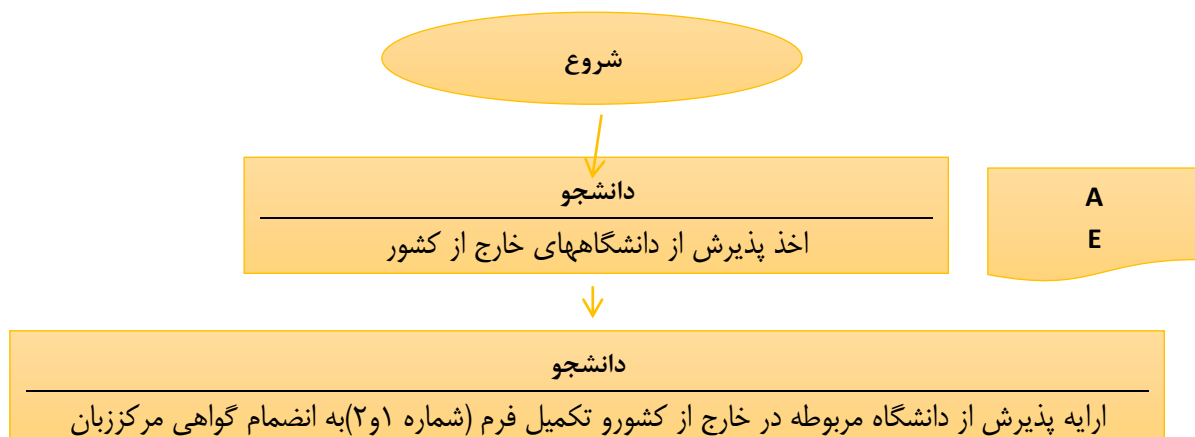 شروع
دانشجو
اخذ پذیرش از دانشگاههای خارج از کشور
A
E
دانشجو
ارایه پذیرش از دانشگاه مربوطه در خارج از کشورو تکمیل فرم (شماره ۱و۲)به انضمام گواهی مرکززبان